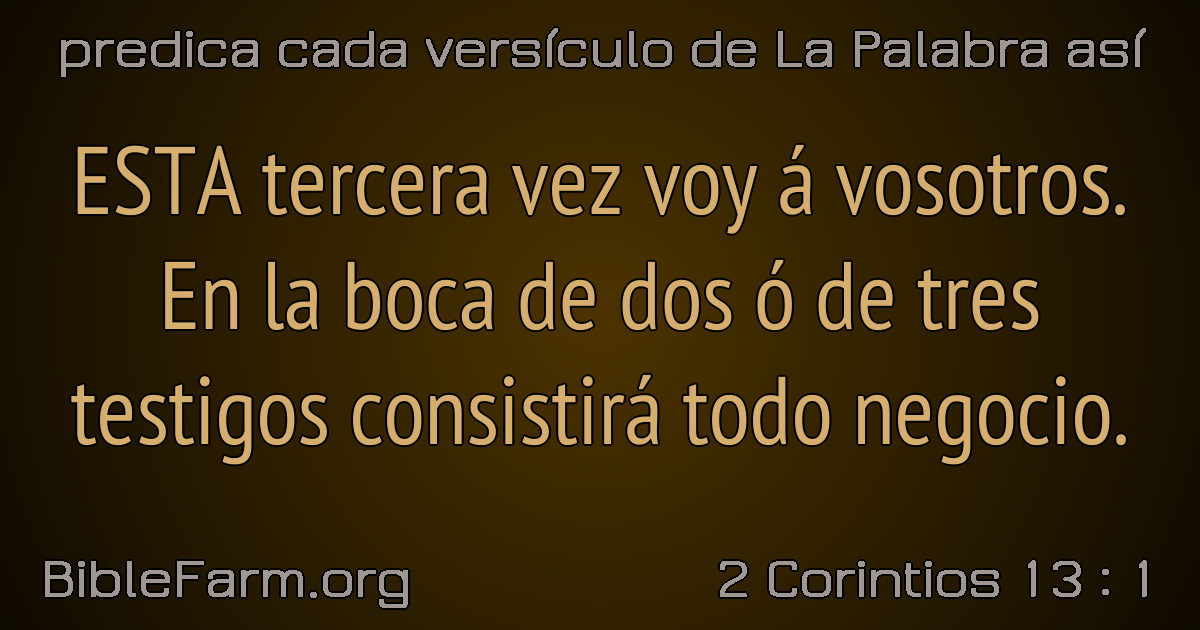 predica cada versículo de La Palabra así
ESTA tercera vez voy á vosotros.
En la boca de dos ó de tres
testigos consistirá todo negocio.
BibleFarm.org
2 Corintios 13 : 1